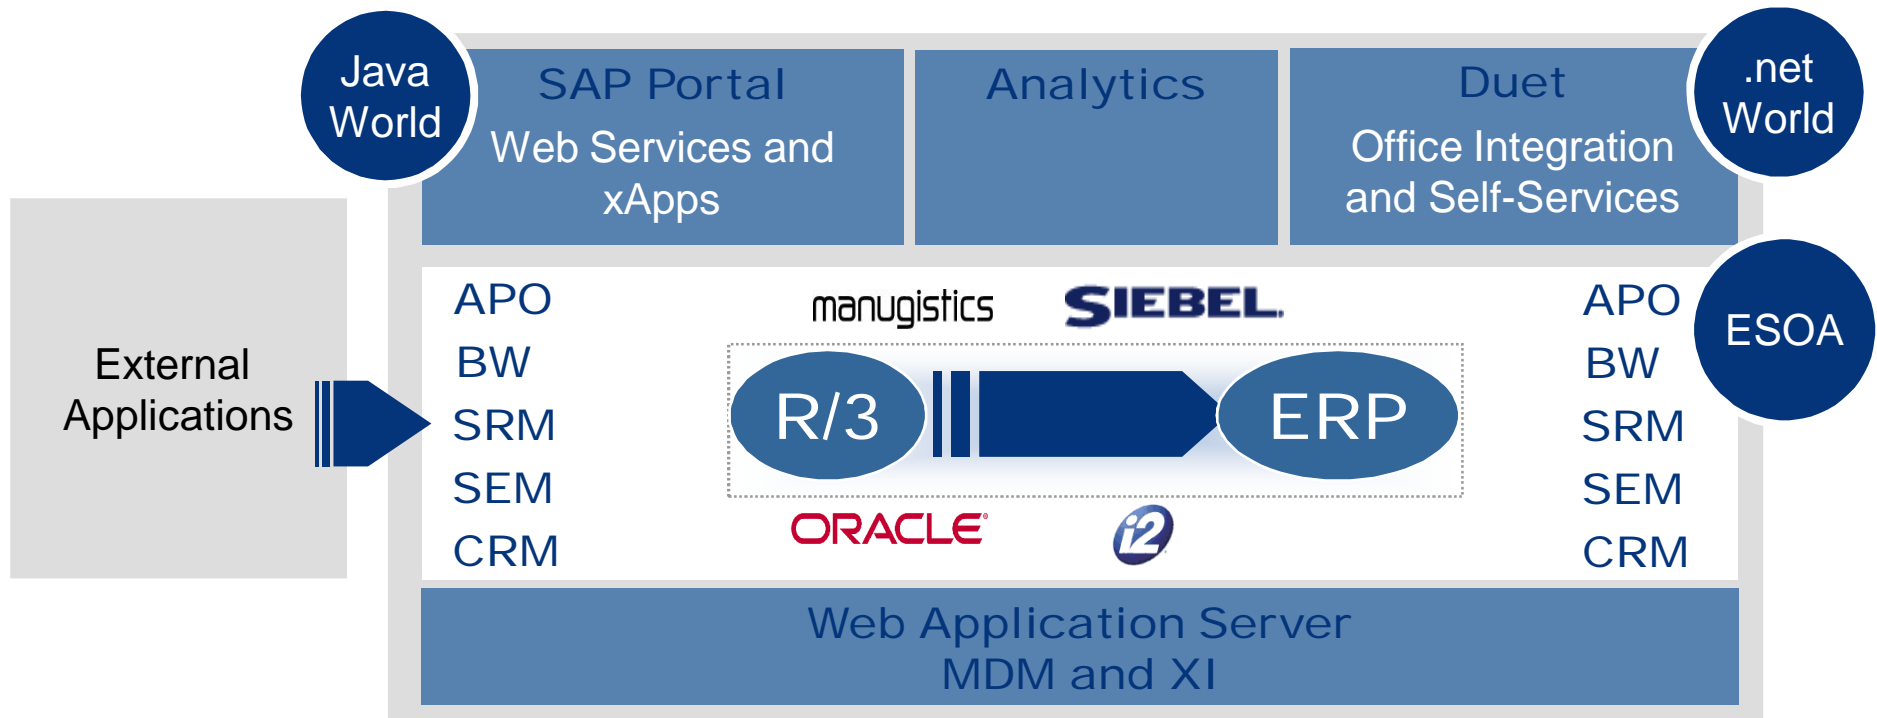 Java
World
SAP Portal
Web Services and
xApps
Analytics
Duet
Office Integration
and Self-Services
.net
World
External
Applications
APO
BW
SRM
SEM
CRM
manugistics
SIEBEL.
R/3
ERP
ORACLE®
i2
APO
BW
SRM
SEM
CRM
ESOA
Web Application Server
MDM and XI